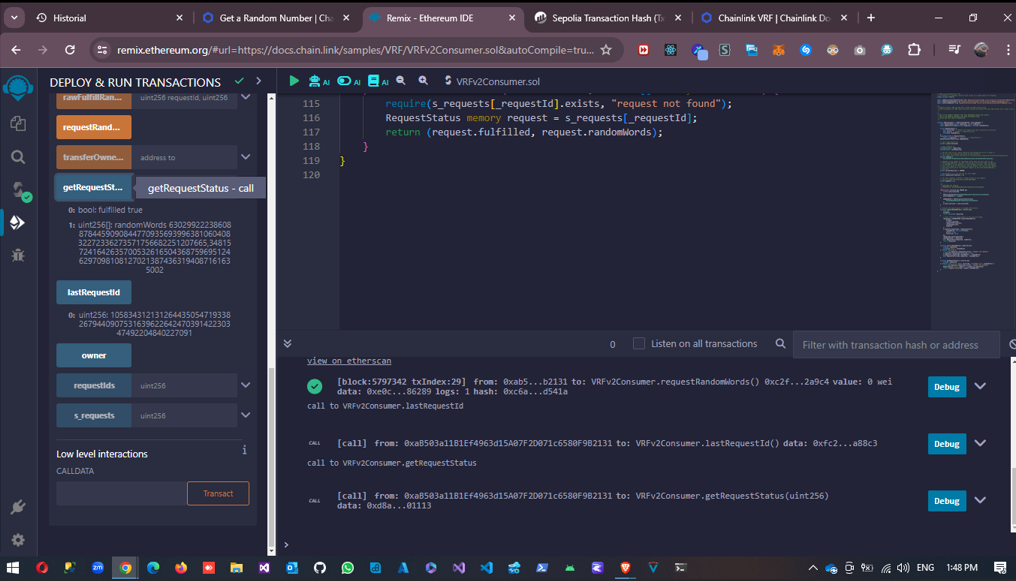 Historial
Get a Random Number | Cha
Remix - Ethereum IDE
Sepolia Transaction Hash (Tx
Chainlink VRF | Chainlink Do
remix.ethereum.org/#url=https://docs.chain.link/samples/VRF/VRFv2Consumer.sol&autoCompile=tru...
DEPLOY & RUN TRANSACTIONS
AI AI AI
VRFv2Consumer.sol
rawFulfillRan... uint256 requestId, uint256
requestRand...
transferOwne... address to
getRequestSt... getRequestStatus - call
0: bool: fulfilled true
1: uint256[]: randomWords 63029922238608
lastRequestId
owner
requestIds uint256
s_requests uint256
Low level interactions
CALLDATA
Transact
115 require(s_requests[_requestId].exists, "request not found");
116 RequestStatus memory request = s_requests[_requestId];
117 return (request.fulfilled, request.randomWords);
118 }
119 }
120
0 Listen on all transactions Filter with transaction hash or address
view on etherscan
[block:5797342 txIndex:29] from: 0xab5...b2131 to: VRFv2Consumer.requestRandomWords() 0xc2f...2a9c4 value: 0 wei
data: 0xe0c...86289 logs: 1 hash: 0xc6a...d541a
Debug
call to VRFv2Consumer.lastRequestId
CALL [call] from: 0xaB503a11B1Ef4963d15A07F2D071c6580F9B2131 to: VRFv2Consumer.lastRequestId() data: 0xfc2...a88c3
Debug
call to VRFv2Consumer.getRequestStatus
CALL [call] from: 0xaB503a11B1Ef4963d15A07F2D071c6580F9B2131 to: VRFv2Consumer.getRequestStatus(uint256)
data: 0xd8a...01113
Debug
>
zm
ENG 1:48 PM